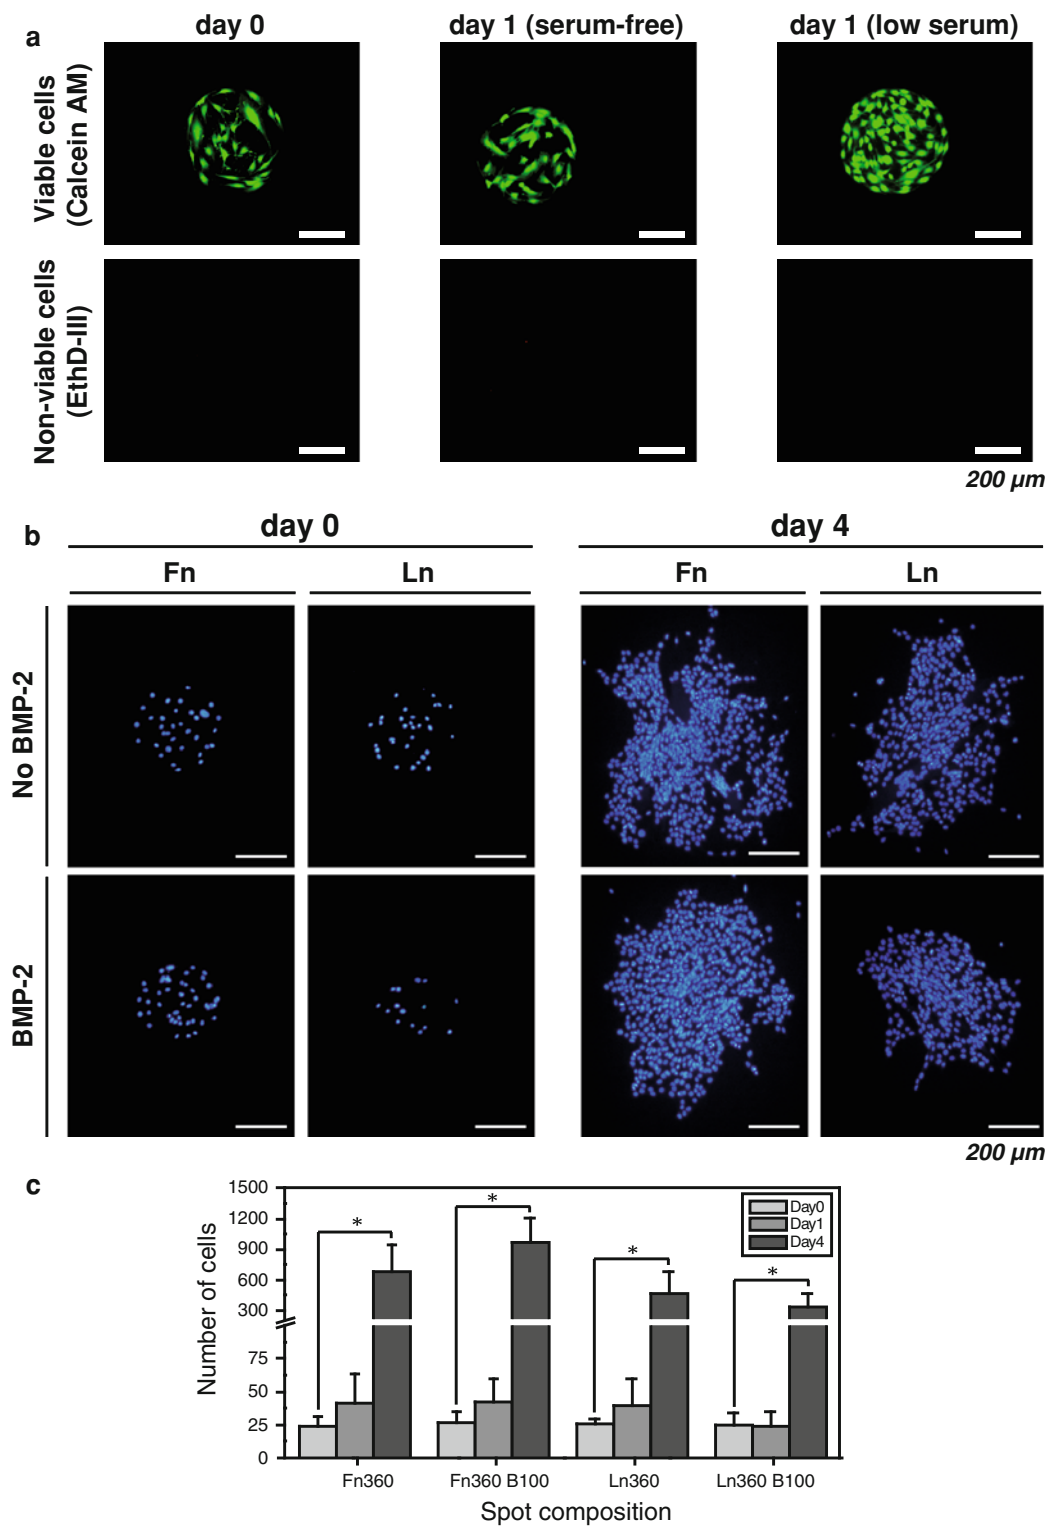 a
day 0
day 1 (serum-free)
day 1 (low serum)
Viable cells
(Calcein AM)
Non-viable cells
(EthD-III)
200 µm
b
day 0
day 4
Fn
Ln
Fn
Ln
No BMP-2
BMP-2
200 µm
c
Number of cells
1500
1200
900
600
300
75
50
25
0
*
*
*
*
Day0
Day1
Day4
Fn360
Fn360 B100
Ln360
Ln360 B100
Spot composition